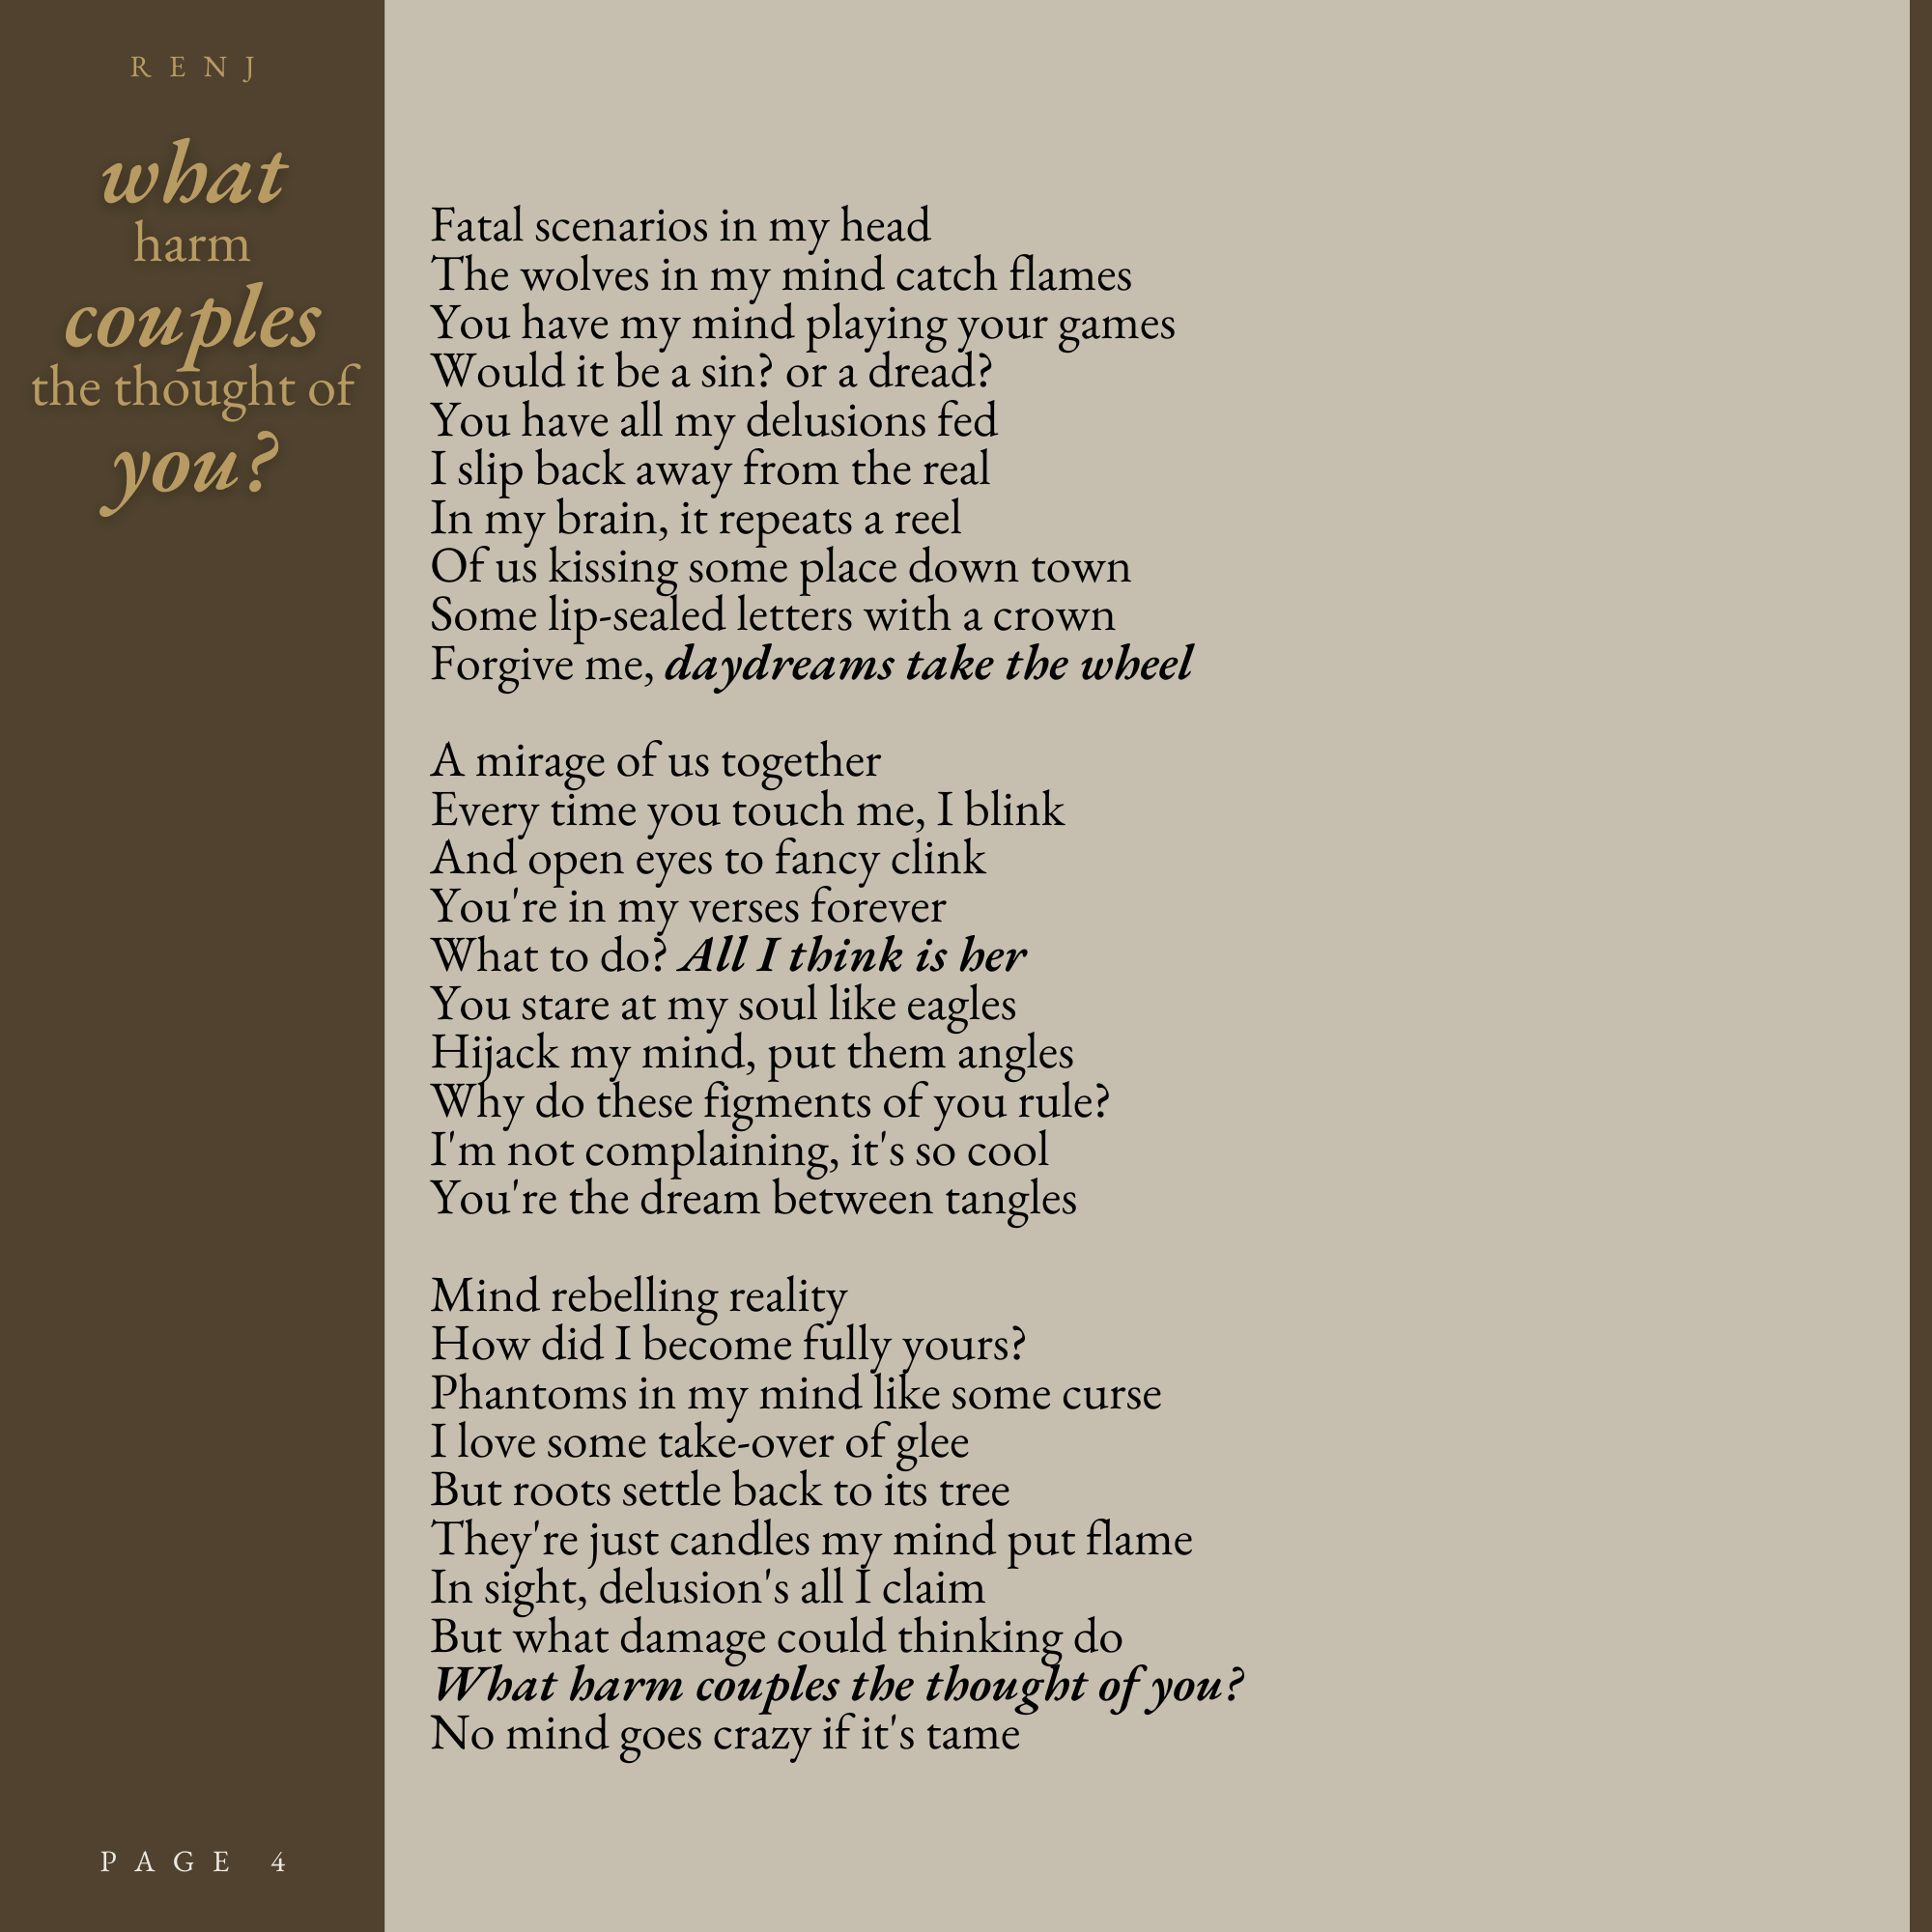 RENJ
what
harm
couples
the thought of
you?
Fatal scenarios in my head
The wolves in my mind catch flames
You have my mind playing your games
Would it be a sin? or a dread?
You have all my delusions fed
I slip back away from the real
In my brain, it repeats a reel
Of us kissing some place down town
Some lip-sealed letters with a crown
Forgive me, daydreams take the wheel
A mirage of us together
Every time you touch me, I blink
And open eyes to fancy clink
You're in my verses forever
What to do? All I think is her
You stare at my soul like eagles
Hijack my mind, put them angles
Why do these figments of you rule?
I'm not complaining, it's so cool
You're the dream between tangles
Mind rebelling reality
How did I become fully yours?
Phantoms in my mind like some curse
I love some take-over of glee
But roots settle back to its tree
They're just candles my mind put flame
In sight, delusion's all I claim
But what damage could thinking do
What harm couples the thought of you?
No mind goes crazy if it's tame
PAGE 4